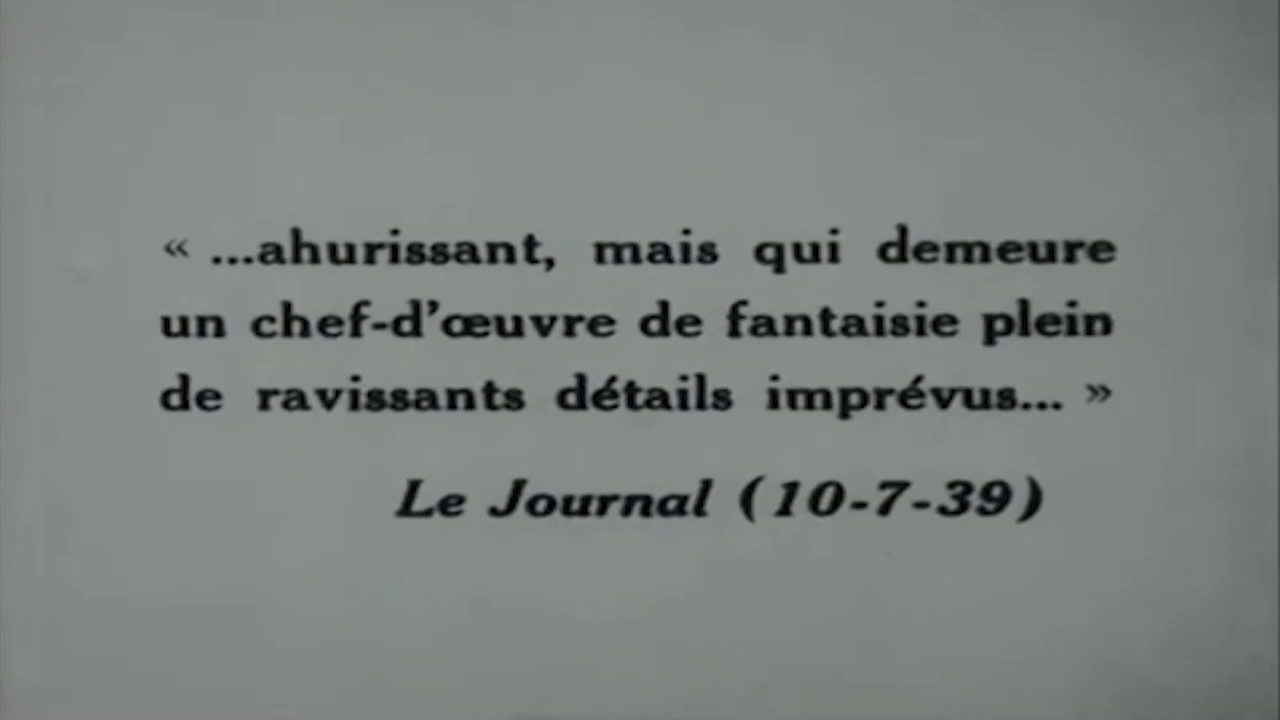 « ...ahurissant, mais qui demeure
un chef-d’œuvre de fantaisie plein
de ravissants détails imprévus... »
Le Journal (10-7-39)